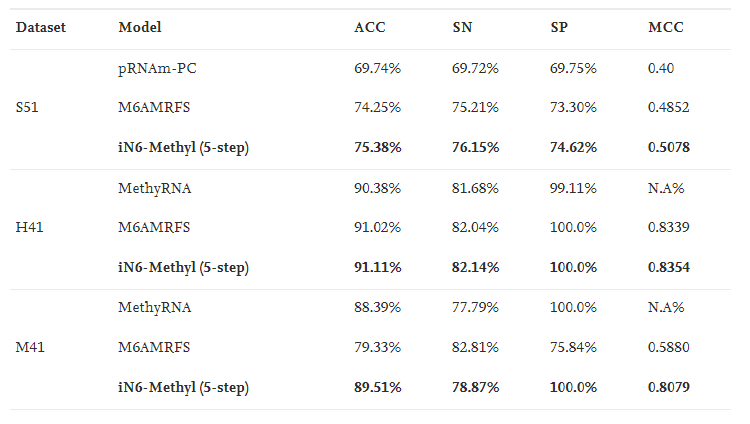 Dataset Model ACC SN SP MCC
pRNAm-PC 69.74% 69.72% 69.75% 0.40
S51 M6AMRFS 74.25% 75.21% 73.30% 0.4852
iN6-Methyl (5-step) 75.38% 76.15% 74.62% 0.5078
MethyRNA 90.38% 81.68% 99.11% N.A%
H41 M6AMRFS 91.02% 82.04% 100.0% 0.8339
iN6-Methyl (5-step) 91.11% 82.14% 100.0% 0.8354
MethyRNA 88.39% 77.79% 100.0% N.A%
M41 M6AMRFS 79.33% 82.81% 75.84% 0.5880
iN6-Methyl (5-step) 89.51% 78.87% 100.0% 0.8079